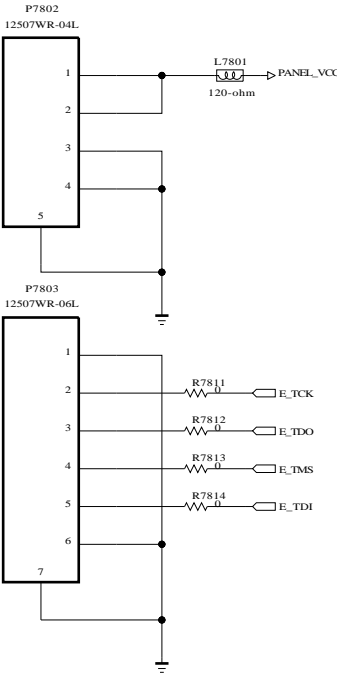 P7802
12507WR-04L
1
L7801
PANEL_VCC
2
120-ohm
3
4
5
P7803
12507WR-06L
1
R7811
2
0
E_TCK
R7812
3
0
E_TDO
R7813
4
0
E_TMS
R7814
5
0
E_TDI
6
7